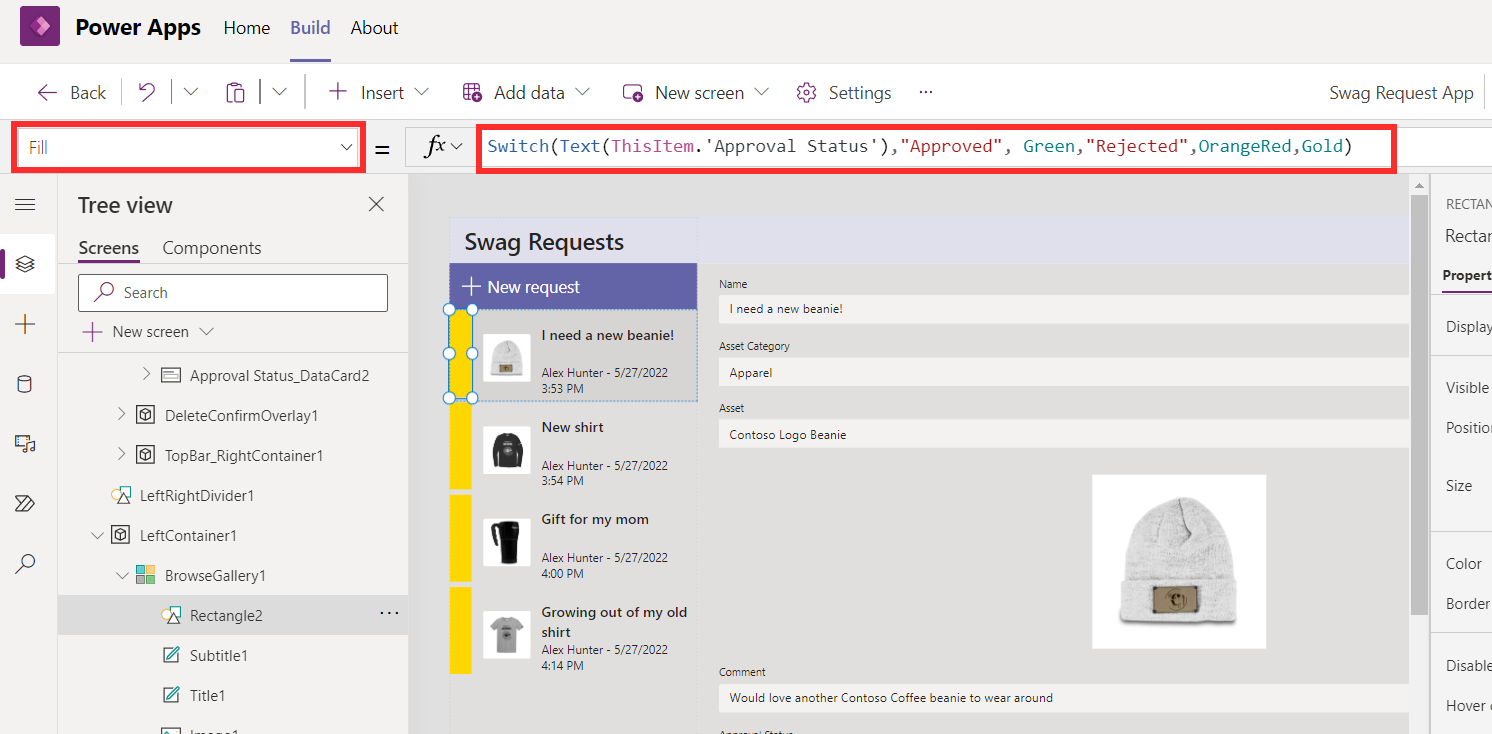 Power Apps Home Build About
Back Insert Add data New screen Settings ... Swag Request App
Fill = fx Switch(Text(ThisItem.'Approval Status'),"Approved", Green,"Rejected",OrangeRed,Gold)
Tree view
Screens Components
Search
New screen
Approval Status_DataCard2
DeleteConfirmOverlay1
TopBar_RightContainer1
LeftRightDivider1
LeftContainer1
BrowseGallery1
Rectangle2 ...
Subtitle1
Title1
Swag Requests
New request
I need a new beanie!
Alex Hunter - 5/27/2022
3:53 PM
New shirt
Alex Hunter - 5/27/2022
3:54 PM
Gift for my mom
Alex Hunter - 5/27/2022
4:00 PM
Growing out of my old
shirt
Alex Hunter - 5/27/2022
4:14 PM
Name
I need a new beanie!
Asset Category
Apparel
Asset
Contoso Logo Beanie
Comment
Would love another Contoso Coffee beanie to wear around
RECTAN
Rectan
Propert
Display
Visible
Position
Size
Color
Border
Disable
Hover